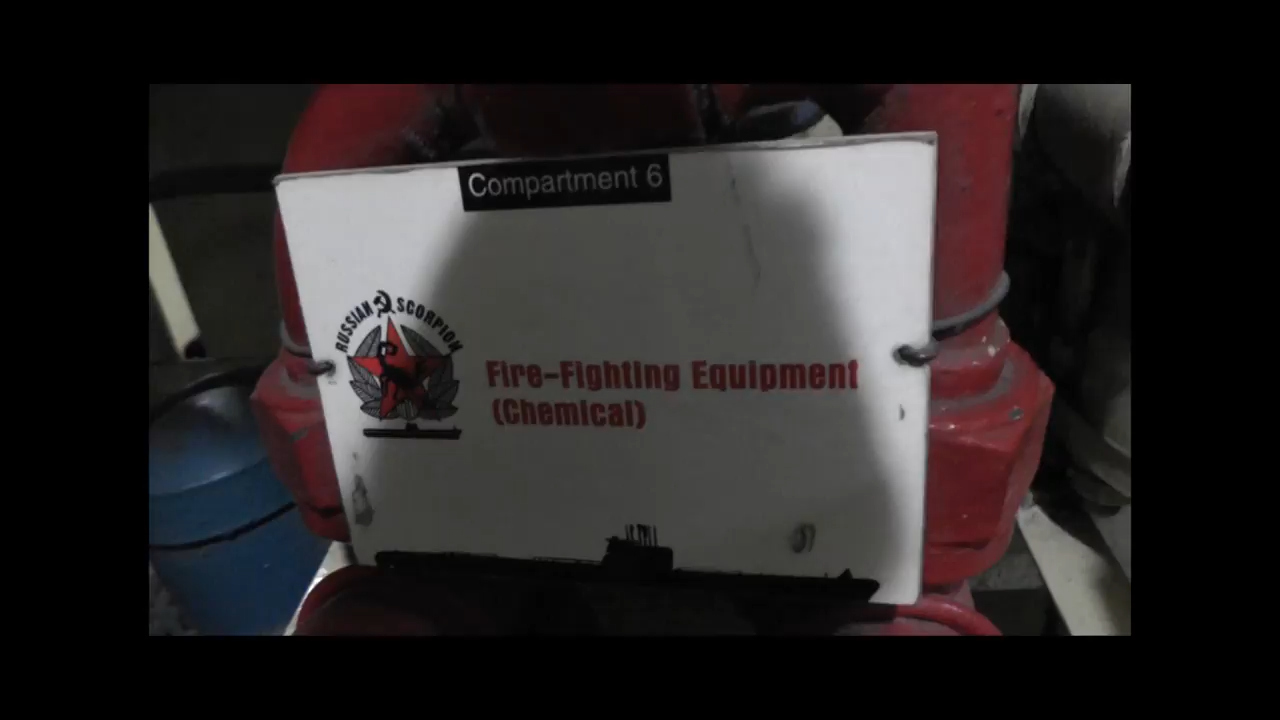 Compartment 6
RUSSIAN SCORPION
Fire-Fighting Equipment
(Chemical)